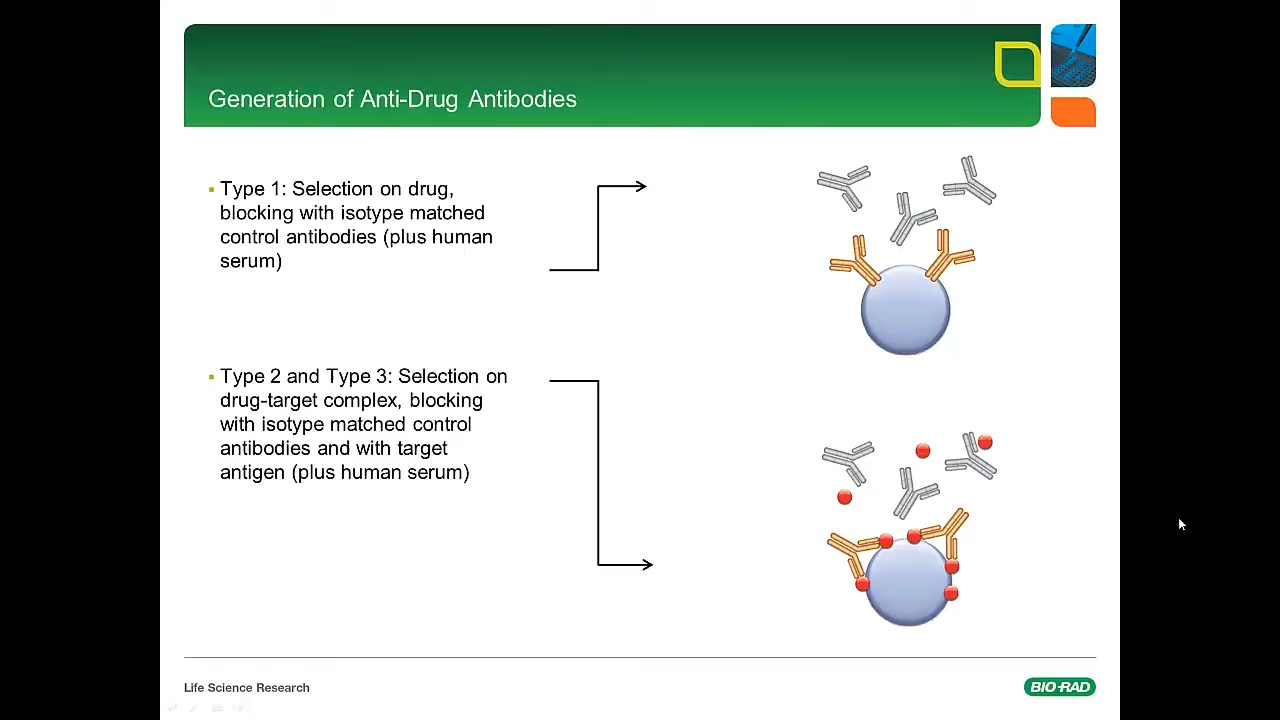 Generation of Anti-Drug Antibodies
▪ Type 1: Selection on drug,
blocking with isotype matched
control antibodies (plus human
serum)
▪ Type 2 and Type 3: Selection on
drug-target complex, blocking
with isotype matched control
antibodies and with target
antigen (plus human serum)
Life Science Research
BIO-RAD